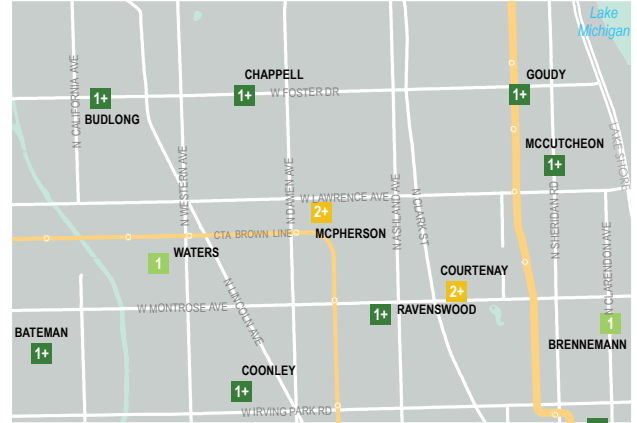 Lake
Michigan
CHAPPELL
1+
W FOSTER DR
GOUDY
1+
1+
BUDLONG
N CALIFORNIA AVE
MCCUTCHEON
1+
LAKE SHORE
N WESTERN AVE
N DAMEN AVE
W LAWRENCE AVE
2+
MCPHERSON
N ASHLAND AVE
N CLARK ST
N SHERIDAN RD
CTA BROWN LINE
WATERS
1
COURTENAY
2+
N CLARENDON AVE
W MONTROSE AVE
N LINCOLN AVE
1+
RAVENSWOOD
1
BRENNEMANN
BATEMAN
1+
COONLEY
1+
W IRVING PARK RD